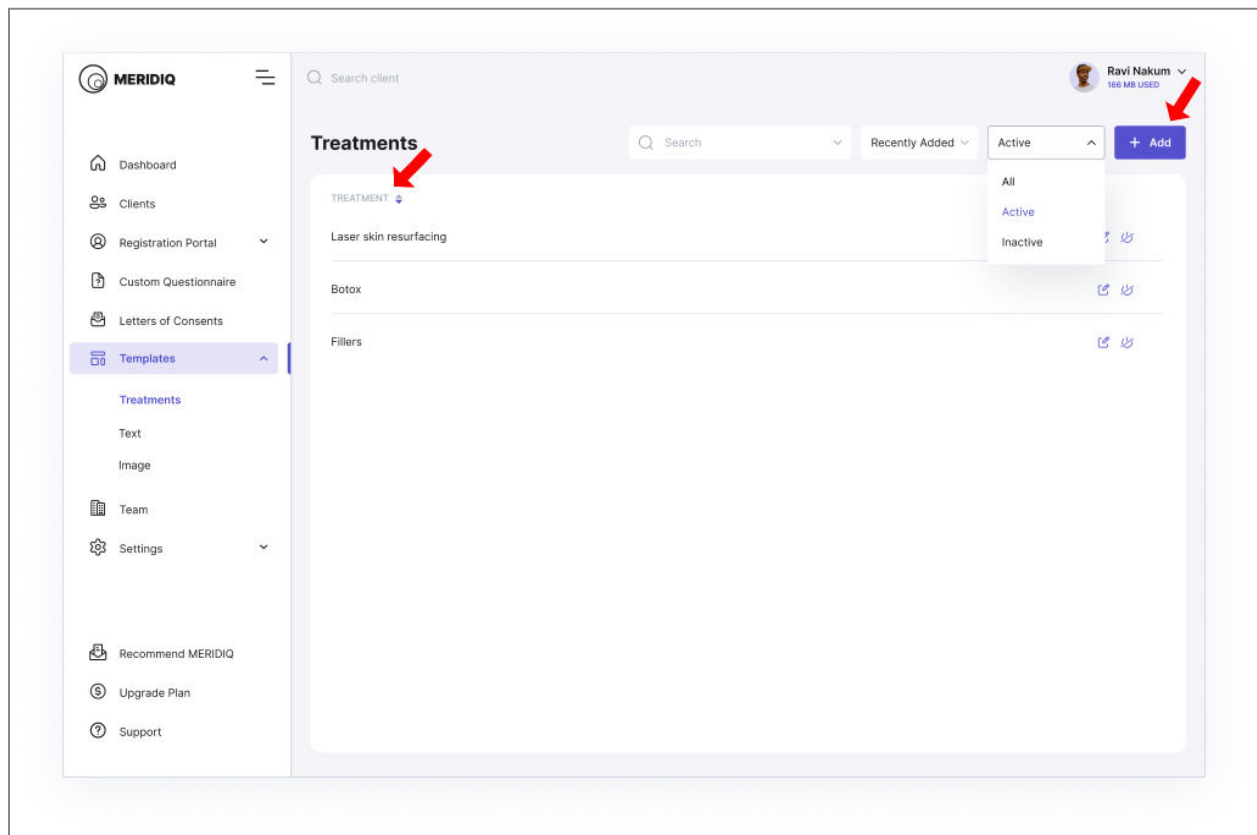 MERIDIQ
Search client
Ravi Nakum
166 MB USED
Dashboard
Clients
Registration Portal
Custom Questionnaire
Letters of Consents
Templates
Treatments
Text
Image
Team
Settings
Recommend MERIDIQ
Upgrade Plan
Support
Treatments
Search
Recently Added
Active
+ Add
All
Active
Inactive
TREATMENT
Laser skin resurfacing
Botox
Fillers